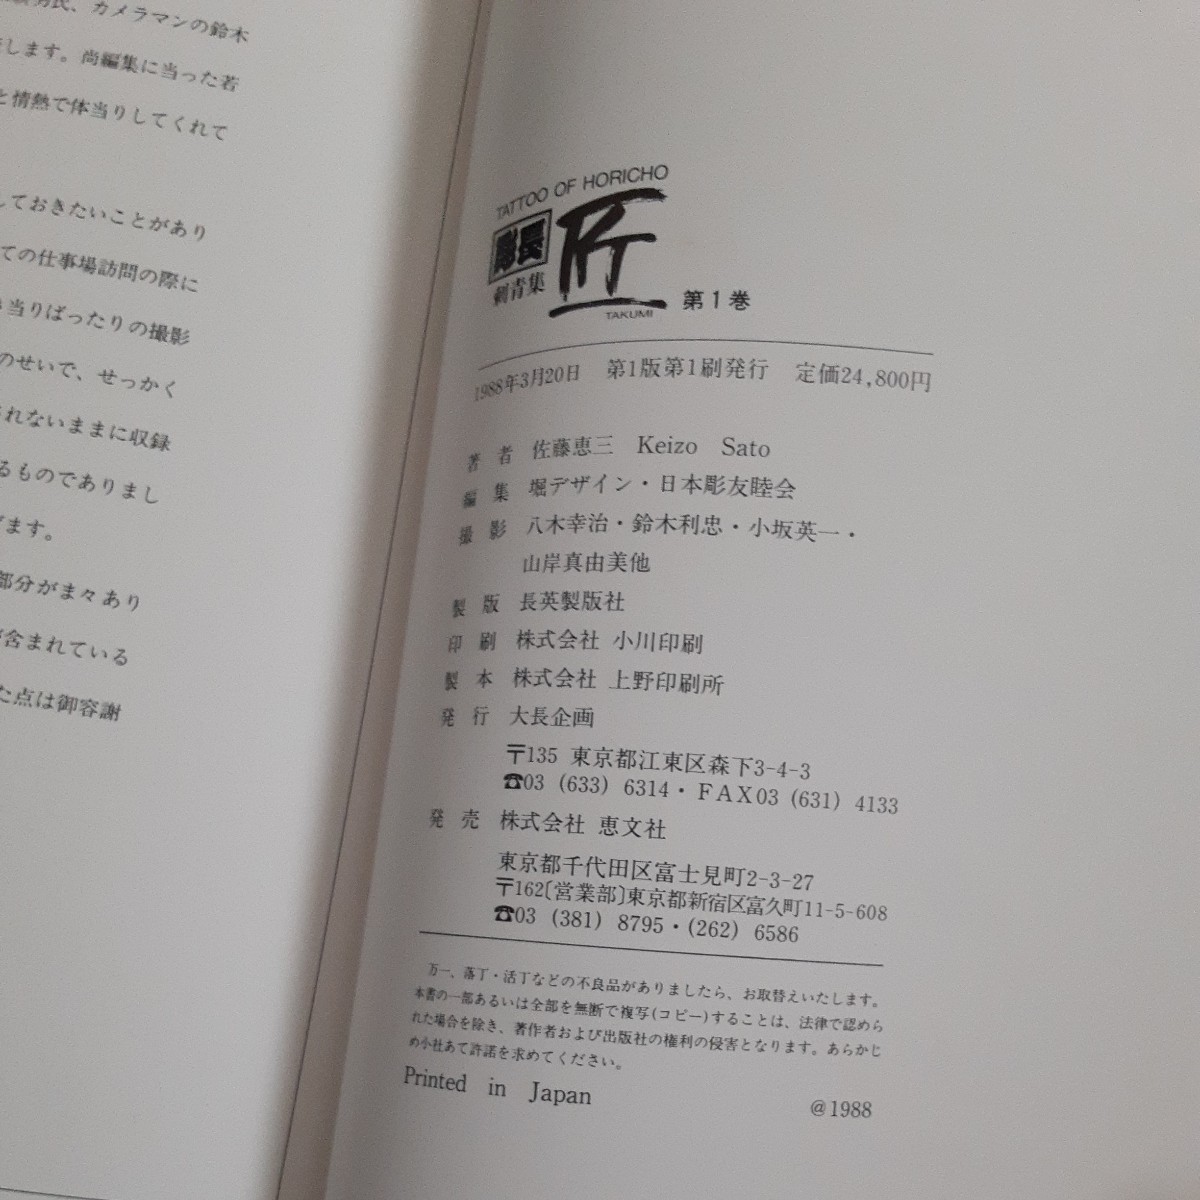 カメラマンの鈴木
します。尚編集に当った若
と情熱で体当りしてくれて
しておきたいことがあり
ての仕事場訪問の際に
当りばったりの撮影
のせいで、せっかく
れないままに収録
るものでありまし
ます。
部分がま々あり
含まれている
た点は御容謝
TATTOO OF HORICHO
彫長
刺青集
匠
TAKUMI
第1巻
1988年3月20日 第1版第1刷発行 定価24,800円
著者 佐藤恵三 Keizo Sato
編集 堀デザイン・日本彫友睦会
撮影 八木幸治・鈴木利忠・小坂英一・
山岸真由美他
製版 長英製版社
印刷 株式会社 小川印刷
製本 株式会社 上野印刷所
発行 大長企画
〒135 東京都江東区森下3-4-3
☎03 (633) 6314・FAX03 (631) 4133
発売 株式会社 恵文社
東京都千代田区富士見町2-3-27
〒162〔営業部〕東京都新宿区富久町11-5-608
☎03 (381) 8795・(262) 6586
万一、落丁・活丁などの不良品がありましたら、お取替えいたします。
本書の一部あるいは全部を無断で複写(コピー)することは、法律で認めら
れた場合を除き、著作者および出版社の権利の侵害となります。あらかじ
め小社あて許諾を求めてください。
Printed in Japan
@1988